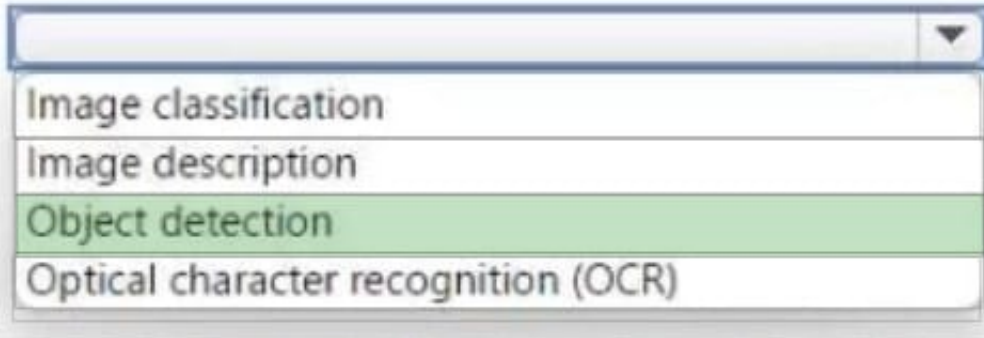 Image classification
Image description
Object detection
Optical character recognition (OCR)